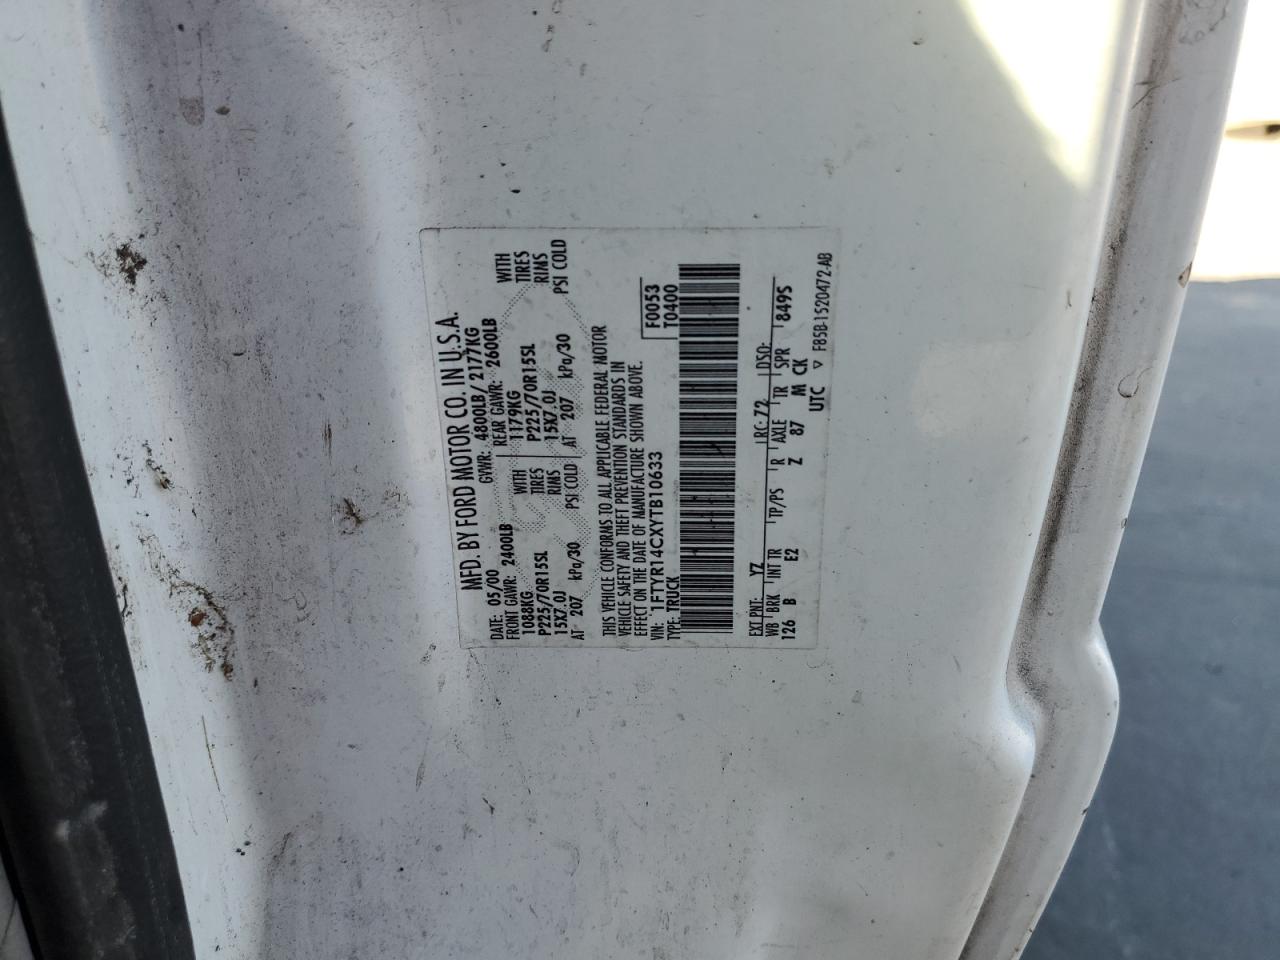 MFD. BY FORD MOTOR CO. IN U.S.A.
DATE: 05/00 GVWR: 4800LB/ 2177KG
FRONT GAWR: 2400LB REAR GAWR: 2600LB
1088KG WITH 1179KG WITH
P225/70R15SL TIRES P225/70R15SL TIRES
15X7.0J RIMS 15X7.0J RIMS
AT 207 kPa/30 PSI COLD AT 207 kPa/30 PSI COLD
THIS VEHICLE CONFORMS TO ALL APPLICABLE FEDERAL MOTOR
VEHICLE SAFETY AND THEFT PREVENTION STANDARDS IN
EFFECT ON THE DATE OF MANUFACTURE SHOWN ABOVE.
VIN: 1FTYR14CXYTB10633 F0053
TYPE: TRUCK T0400
EXT PNT: YZ RC: 72 DSO:
WB BRK INT TR TP/PS R AXLE TR SPR 849S
126 B E2 Z 87 M CK
UTC ▽ F85B-1520472-AB